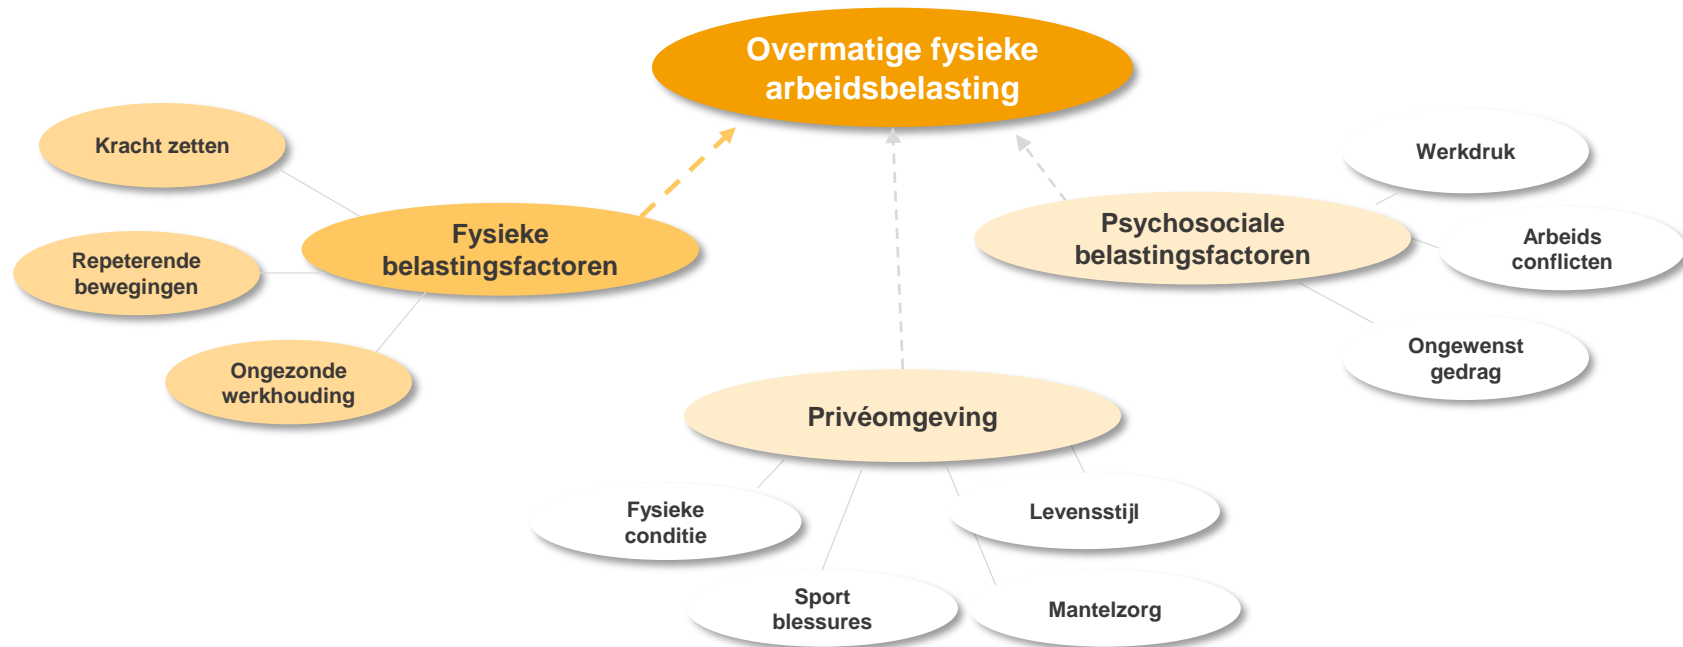 Overmatige fysieke
arbeidsbelasting
Kracht zetten
Repeterende
bewegingen
Ongezonde
werkhouding
Fysieke
belastingsfactoren
Psychosociale
belastingsfactoren
Werkdruk
Arbeids
conflicten
Ongewenst
gedrag
Privéomgeving
Fysieke
conditie
Sport
blessures
Levensstijl
Mantelzorg